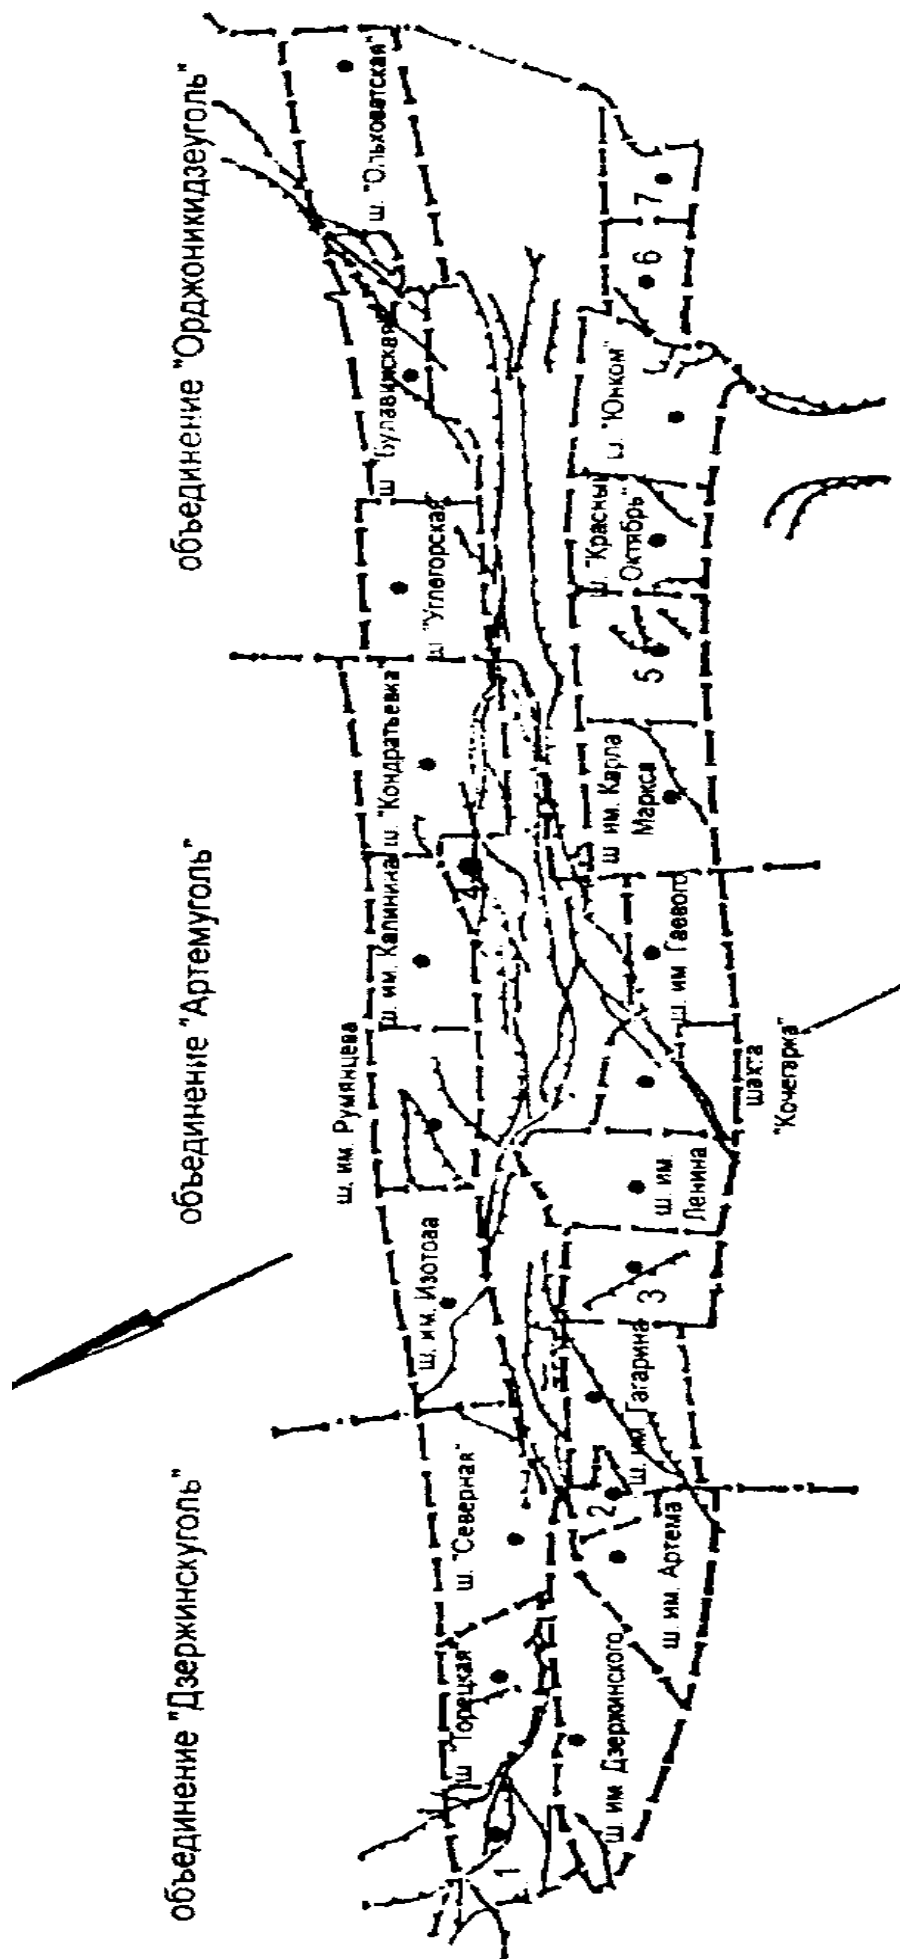 объединение "Дзержинскуголь"
объединение "Артемуголь"
объединение "Орджоникидзеуголь"
ш. "Торецкая"
ш. "Северная"
ш. им. Изотова
ш. им. Румянцева
ш. им. Калинина
ш. "Кондратьевка"
ш. "Углегорская"
ш. "Булавинская"
ш. "Ольховатская"
1
ш. им. Дзержинского
ш. им. Артема
2
ш. им. Гагарина
3
ш. им.
Ленина
шахта
"Кочегарка"
ш. им. Гаевого
4
ш. им. Карла
Маркса
5
ш. "Красный
Октябрь"
ш. "Юнком"
6
7